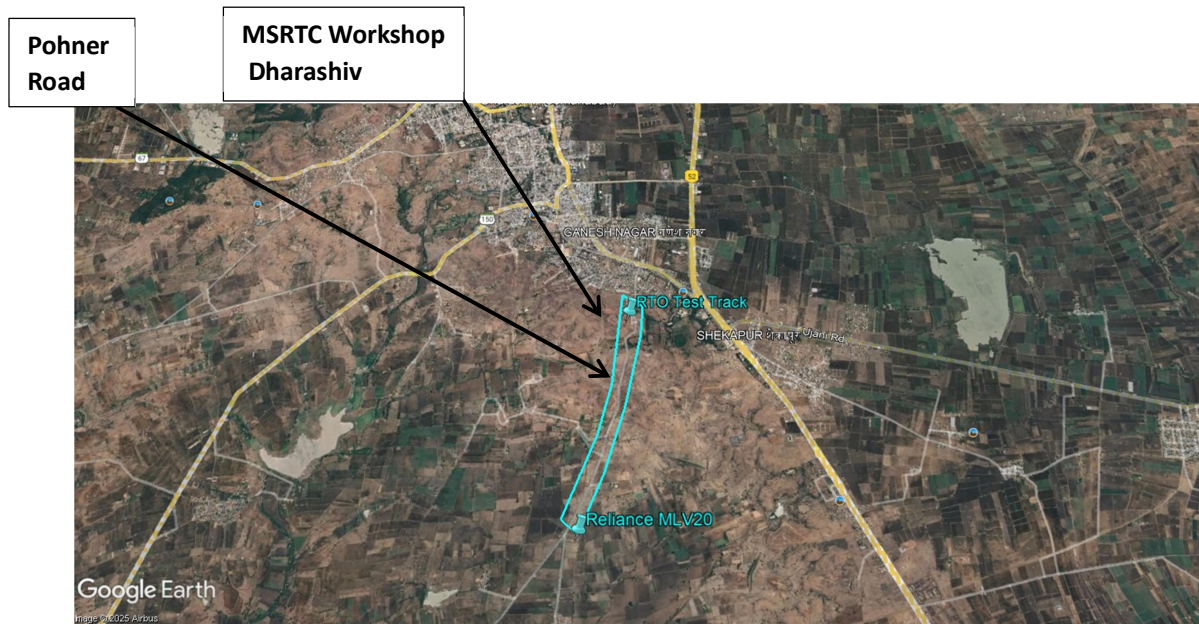 Pohner
Road
MSRTC Workshop
Dharashiv
67
52
150
GANESH NAGAR गणेश नगर
RTO Test Track
SHEKAPUR शेकापूर
Ujani Rd
Reliance MLV20
Google Earth
Image © 2025 Airbus